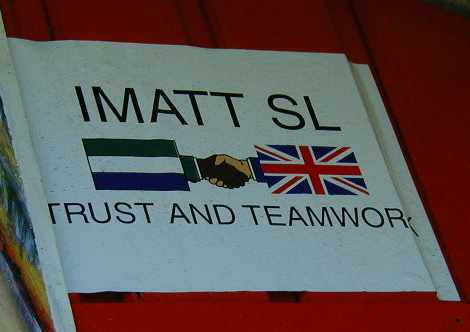 IMATT SL
TRUST AND TEAMWORK